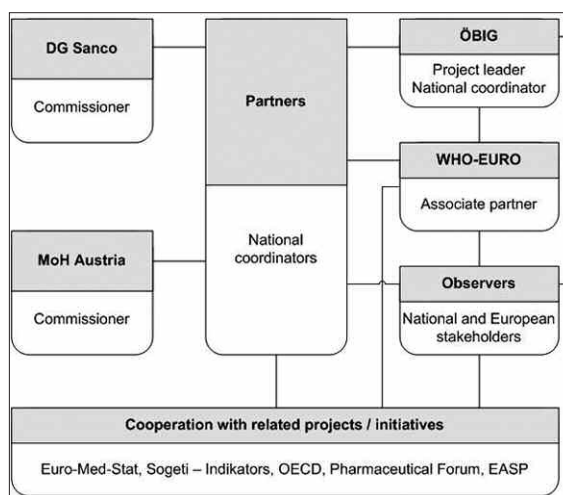 DG Sanco
Commissioner
MoH Austria
Commissioner
Partners
National
coordinators
ÖBIG
Project leader
National coordinator
WHO-EURO
Associate partner
Observers
National and European
stakeholders
Cooperation with related projects / initiatives
Euro-Med-Stat, Sogeti – Indikators, OECD, Pharmaceutical Forum, EASP